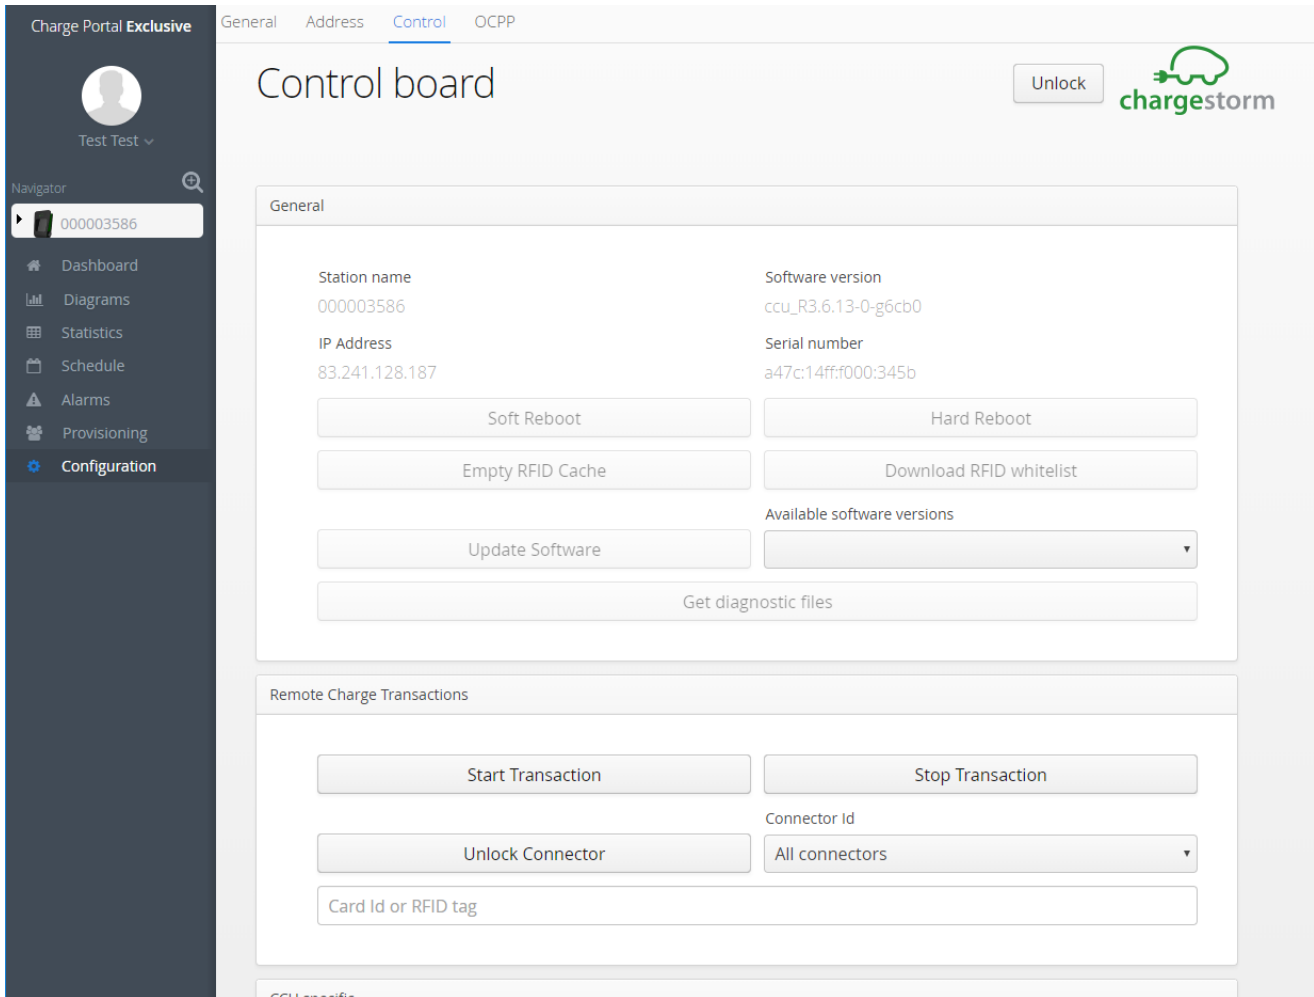 Charge Portal Exclusive
General Address Control OCPP
Control board
Unlock
chargestorm
Test Test
Navigator
000003586
Dashboard
Diagrams
Statistics
Schedule
Alarms
Provisioning
Configuration
General
Station name
000003586
Software version
ccu_R3.6.13-0-g6cb0
IP Address
83.241.128.187
Serial number
a47c:14ff:f000:345b
Soft Reboot
Hard Reboot
Empty RFID Cache
Download RFID whitelist
Available software versions
Update Software
Get diagnostic files
Remote Charge Transactions
Start Transaction
Stop Transaction
Connector Id
Unlock Connector
All connectors
Card Id or RFID tag